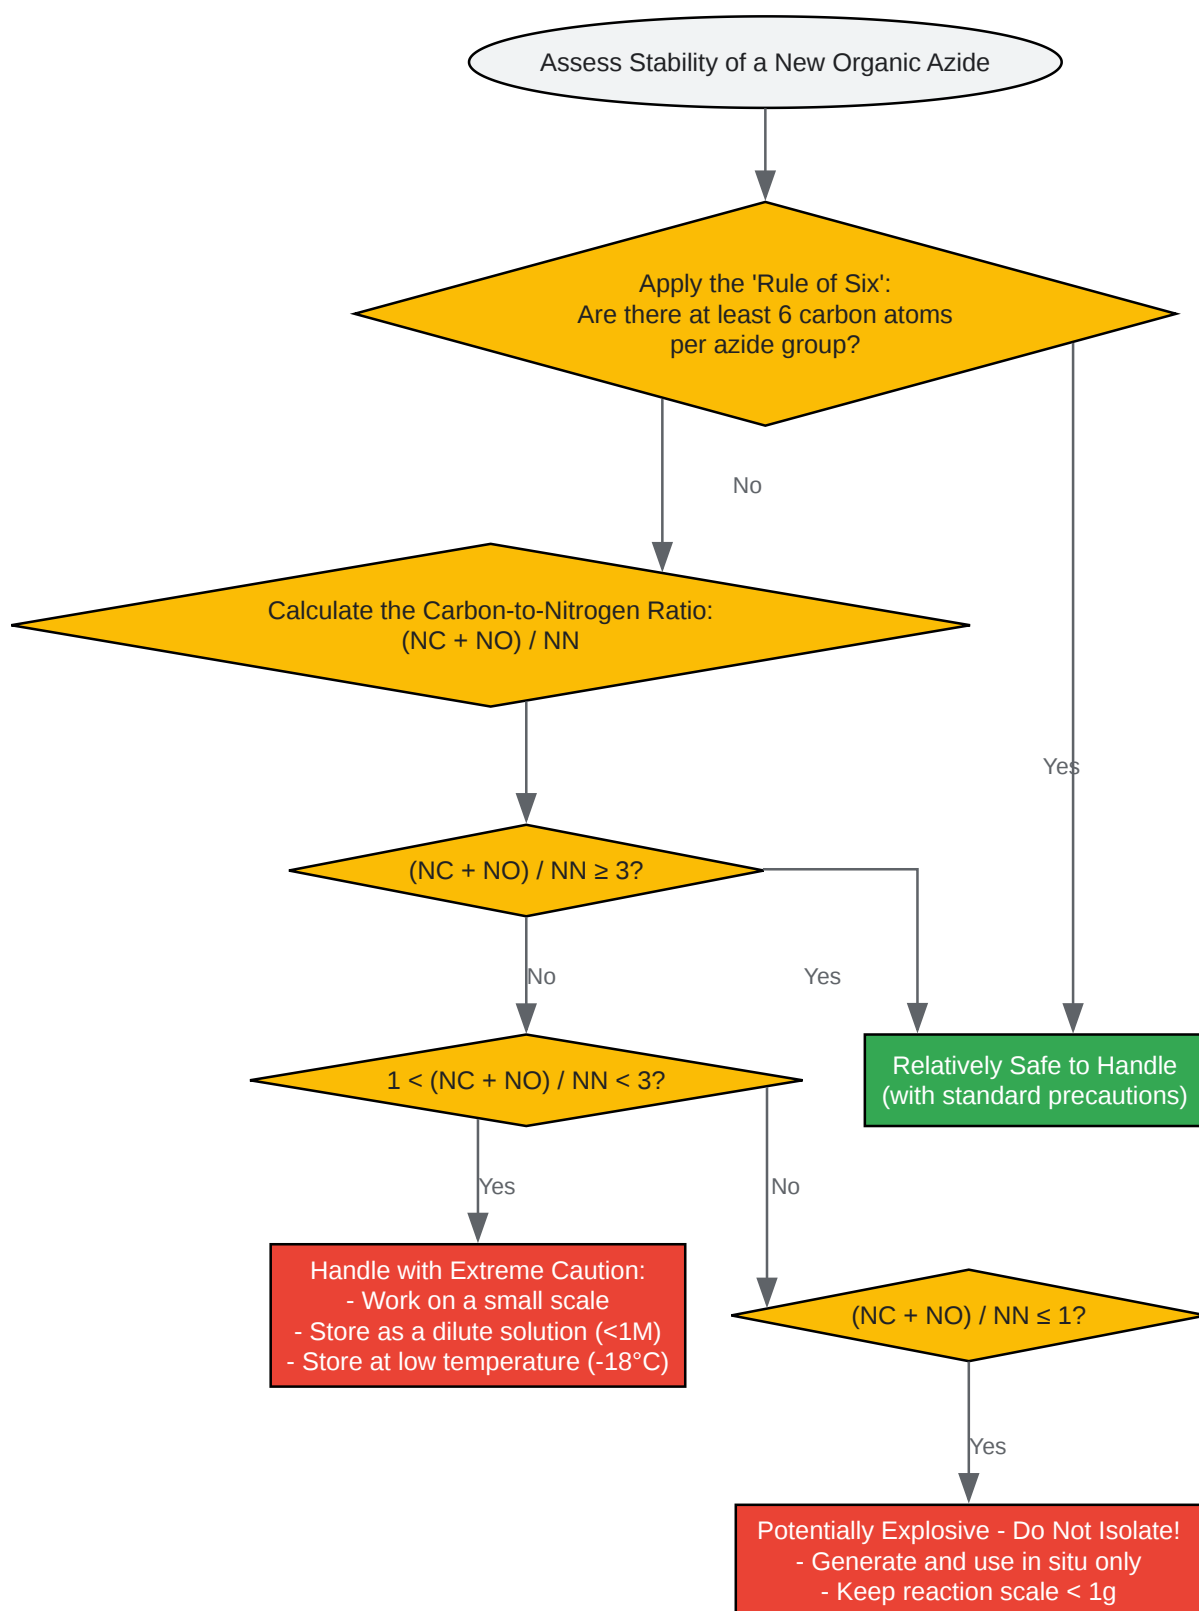 Assess Stability of a New Organic Azide
Apply the 'Rule of Six':
Are there at least 6 carbon atoms
per azide group?
No
Calculate the Carbon-to-Nitrogen Ratio:
(NC + NO) / NN
Yes
(NC + NO) / NN ≥ 3?
No
Yes
Relatively Safe to Handle
(with standard precautions)
1 < (NC + NO) / NN < 3?
Yes
No
Handle with Extreme Caution:
- Work on a small scale
- Store as a dilute solution (<1M)
- Store at low temperature (-18°C)
(NC + NO) / NN ≤ 1?
Yes
Potentially Explosive - Do Not Isolate!
- Generate and use in situ only
- Keep reaction scale < 1g